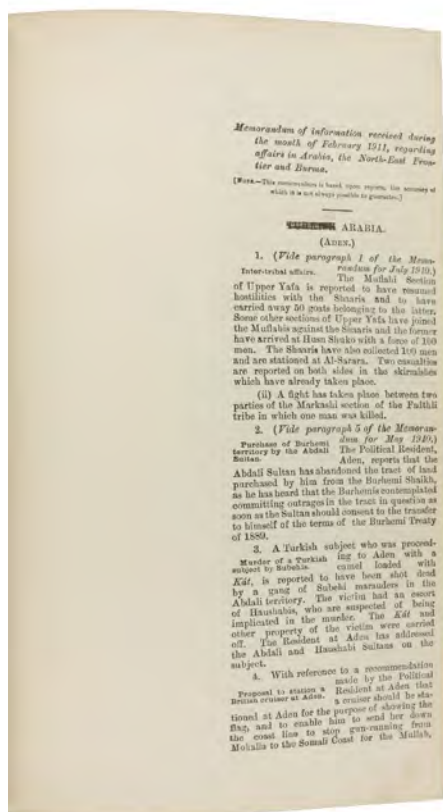 Memorandum of information received during
the month of February 1911, regarding
affairs in Arabia, the North-East Fron-
tier and Burma.
[NOTE.—This memorandum is based upon reports, the accuracy of
which it is not always possible to guarantee.]
ARABIA.
(ADEN.)
1. (Vide paragraph 1 of the Memo-
Inter-tribal affairs. randum for July 1910.)
The Muflahi Section
of Upper Yafa is reported to have resumed
hostilities with the Shaaris and to have
carried away 50 goats belonging to the latter.
Some other sections of Upper Yafa have joined
the Muflahis against the Shaaris and the former
have arrived at Husn Shuko with a force of 100
men. The Shaaris have also collected 100 men
and are stationed at Al-Sarara. Two casualties
are reported on both sides in the skirmishes
which have already taken place.
(ii) A fight has taken place between two
parties of the Markashi section of the Fadthli
tribe in which one man was killed.
2. (Vide paragraph 5 of the Memoran-
Purchase of Burhemi dum for May 1910.)
territory by the Abdali The Political Resident,
Sultan. Aden, reports that the
Abdali Sultan has abandoned the tract of land
purchased by him from the Burhemi Shaikh,
as he has heard that the Burhemis contemplated
committing outrages in the tract in question as
soon as the Sultan should consent to the transfer
to himself of the terms of the Burhemi Treaty
of 1889.
3. A Turkish subject who was proceed-
Murder of a Turkish ing to Aden with a
subject by Subehis. camel loaded with
Kát, is reported to have been shot dead
by a gang of Subehi marauders in the
Abdali territory. The victim had an escort
of Haushabis, who are suspected of being
implicated in the murder. The Kát and
other property of the victim were carried
off. The Resident at Aden has addressed
the Abdali and Haushabi Sultans on the
subject.
4. With reference to a recommendation
made by the Political
Proposal to station a Resident at Aden that
British cruiser at Aden. a cruiser should be sta-
tioned at Aden for the purpose of showing the
flag, and to enable him to send her down
the coast line to stop gun-running from
Mokalla to the Somali Coast for the Mullah,